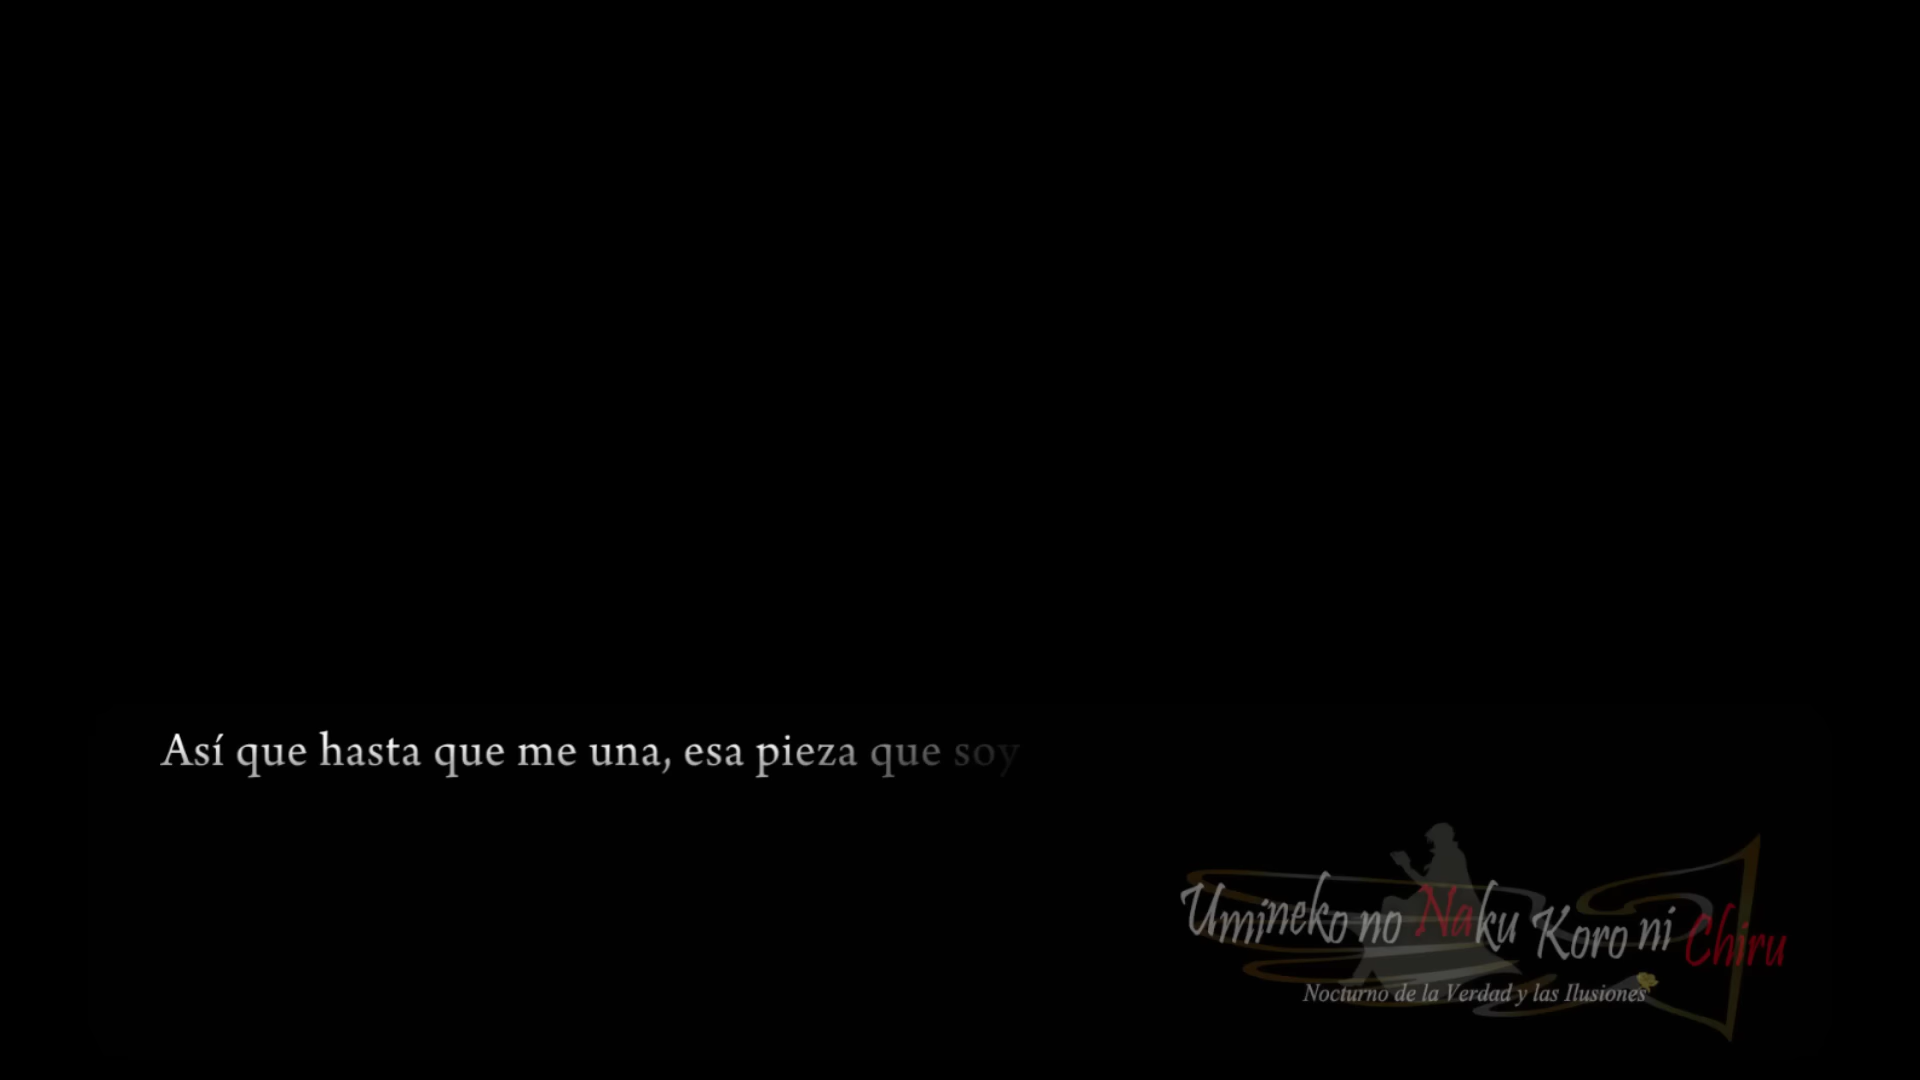 Así que hasta que me una, esa pieza que soy
Umineko no Naku Koro ni Chiru
Nocturno de la Verdad y las Ilusiones